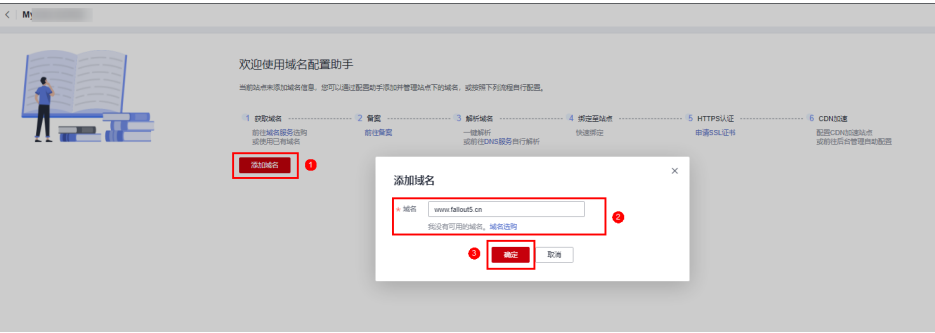 < My
欢迎使用域名配置助手
当前站点未添加域名信息，您可以通过配置助手添加并管理站点下的域名，或按照下列流程自行配置。
1 获取域名 2 备案 3 解析域名 4 绑定至站点 5 HTTPS认证 6 CDN加速
前往域名服务选购 前往备案 一键解析 快速绑定 申请SSL证书 配置CDN加速站点
或使用已有域名 或前往DNS服务自行解析 或前往后台管理自助配置
添加域名 1
添加域名 ×
* 域名 www.fallout5.cn 2
我没有可用的域名，域名选购
3 确定 取消